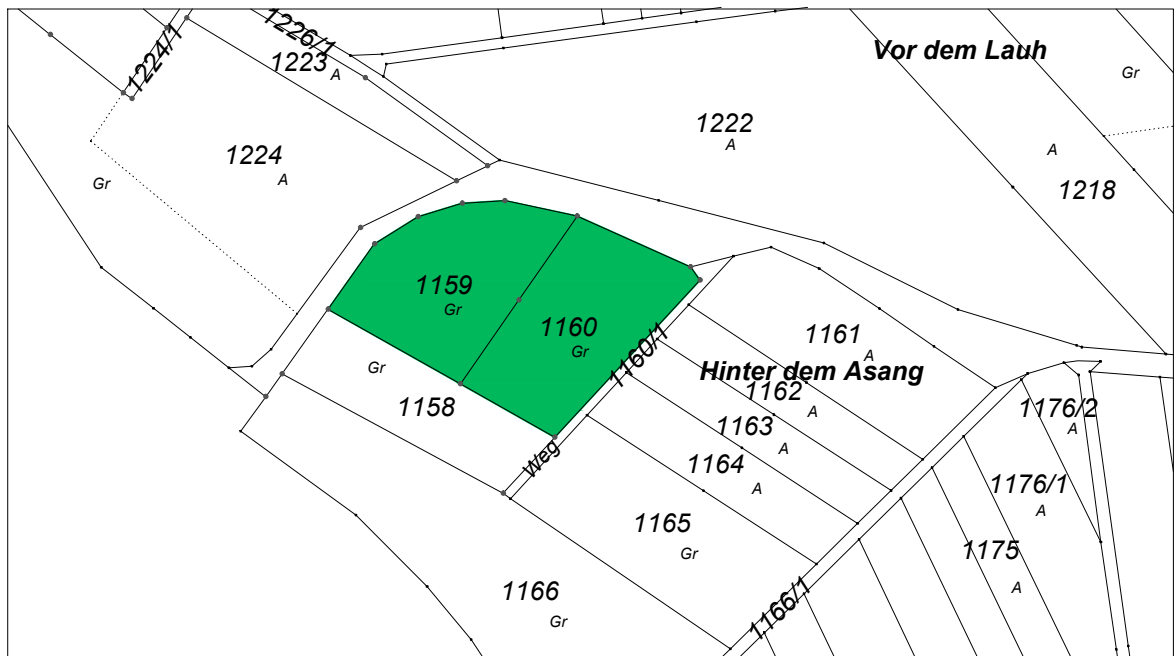 1224/1
1226/1
1223
A
Vor dem Lauh
Gr
1222
A
1224
A
Gr
A
1218
1159
Gr
1160
Gr
1160/1
1161
A
Hinter dem Asang
Gr
1158
1162
A
1163
A
1164
A
1176/2
A
Weg
1165
Gr
1176/1
A
1175
A
1166
Gr
1166/1